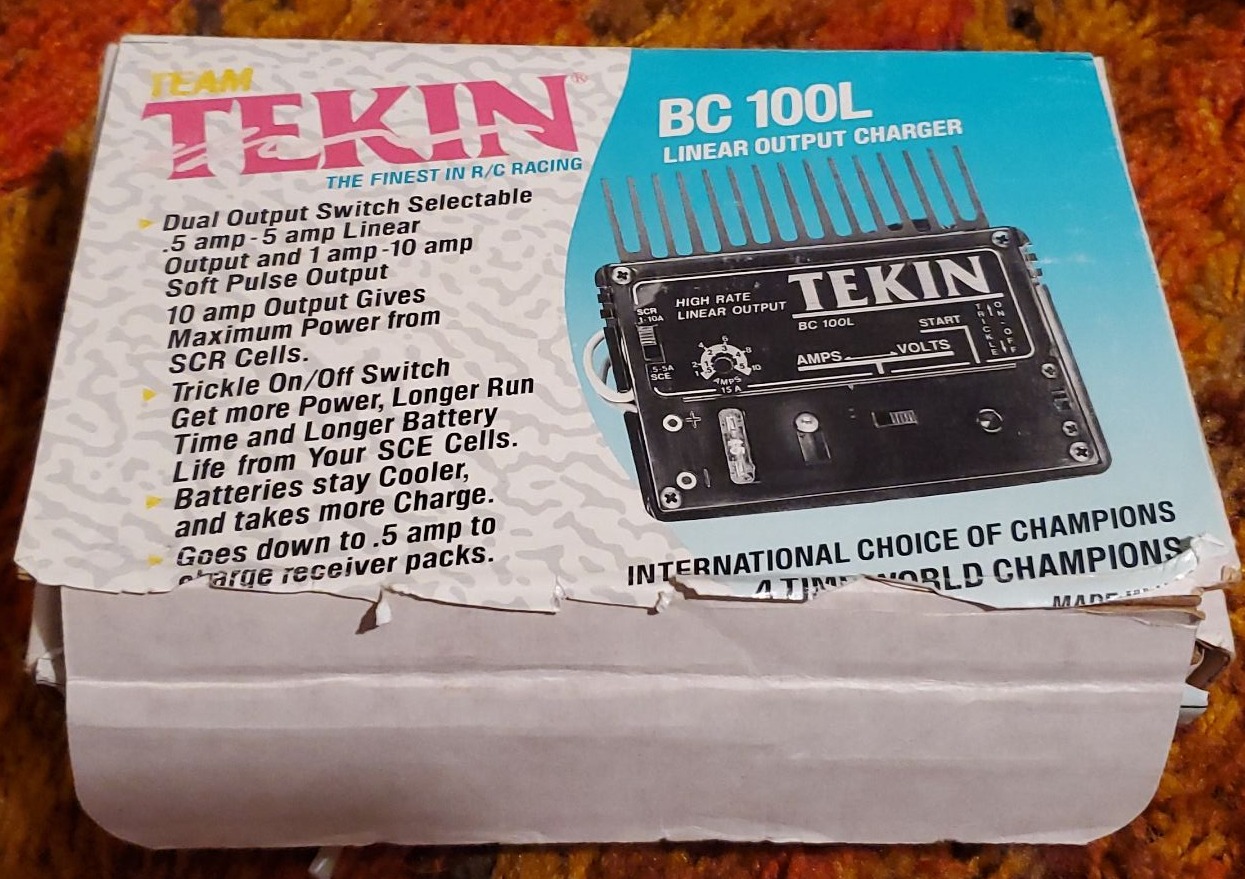 TEAM
TEKIN®
THE FINEST IN R/C RACING
Dual Output Switch Selectable
.5 amp - 5 amp Linear
Output and 1 amp - 10 amp
Soft Pulse Output
10 amp Output Gives
Maximum Power from
SCR Cells.
Trickle On/Off Switch
Get more Power, Longer Run
Time and Longer Battery
Life from Your SCE Cells.
Batteries stay Cooler,
and takes more Charge.
Goes down to .5 amp to
charge receiver packs.
BC 100L
LINEAR OUTPUT CHARGER
TEKIN
HIGH RATE
LINEAR OUTPUT
BC 100L
SCR
1-10A
.5-5A
SCE
AMPS
15 A
START
AMPS
VOLTS
TRICKLE
ON-OFF
INTERNATIONAL CHOICE OF CHAMPIONS
4 TIME WORLD CHAMPIONS
MADE